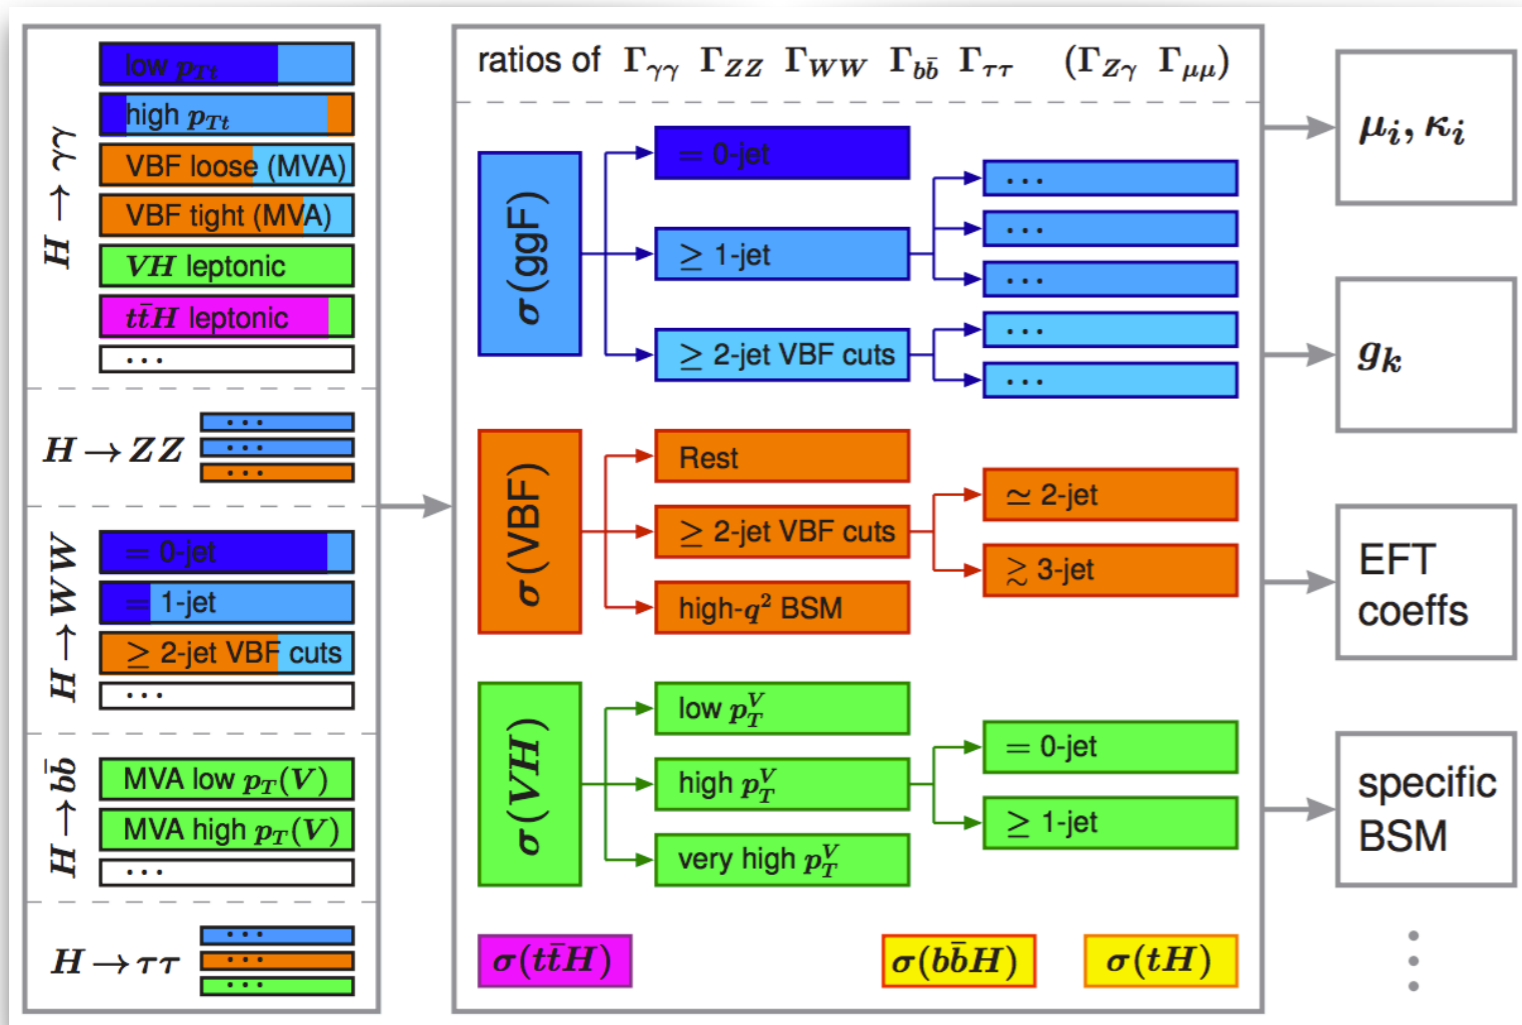 H → γγ
low p_Tt
high p_Tt
VBF loose (MVA)
VBF tight (MVA)
VH leptonic
tt̄H leptonic
...
H → ZZ
...
...
...
H → WW
= 0-jet
= 1-jet
≥ 2-jet VBF cuts
...
H → bb̄
MVA low p_T(V)
MVA high p_T(V)
...
H → ττ
...
...
...
ratios of Γ_γγ Γ_ZZ Γ_WW Γ_bb̄ Γ_ττ (Γ_Zγ Γ_μμ)
σ(ggF)
= 0-jet
≥ 1-jet
≥ 2-jet VBF cuts
...
...
...
...
...
σ(VBF)
Rest
≥ 2-jet VBF cuts
high-q² BSM
≃ 2-jet
≳ 3-jet
σ(VH)
low p_T^V
high p_T^V
very high p_T^V
= 0-jet
≥ 1-jet
σ(tt̄H)
σ(bb̄H)
σ(tH)
μ_i, κ_i
g_k
EFT
coeffs
specific
BSM
⋮